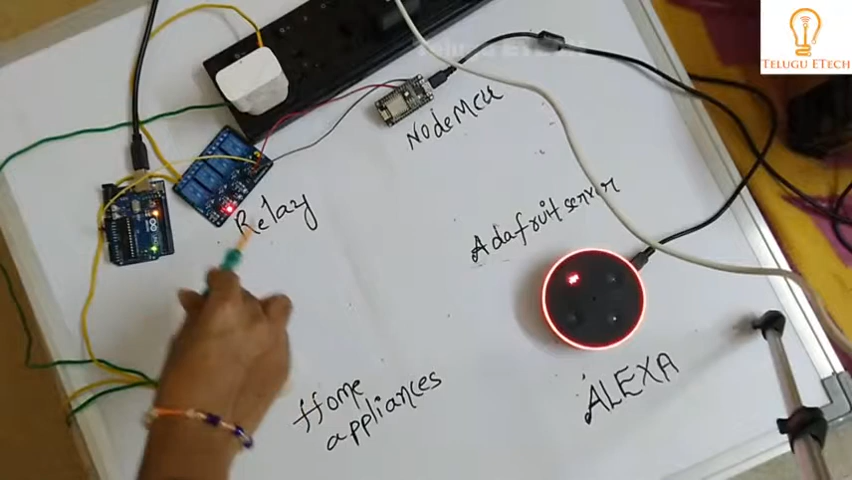 TELUGU ETECH
NodeMcu
Relay
Adafruit server
Home
appliances
ALEXA